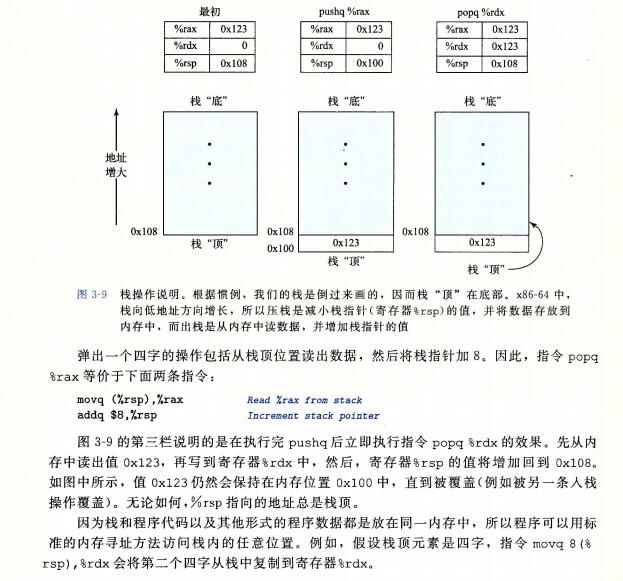 最初 pushq %rax popq %rdx
%rax 0x123 %rax 0x123 %rax 0x123
%rdx 0 %rdx 0 %rdx 0x123
%rsp 0x108 %rsp 0x100 %rsp 0x108
栈“底” 栈“底” 栈“底”
地址
增大
0x108 0x108 0x108
栈“顶” 0x100 0x123 0x123
栈“顶” 栈“顶”
图 3-9 栈操作说明。根据惯例，我们的栈是倒过来画的，因而栈“顶”在底部。x86-64 中，
栈向低地址方向增长，所以压栈是减小栈指针(寄存器%rsp)的值，并将数据存放到
内存中，而出栈是从内存中读数据，并增加栈指针的值
弹出一个四字的操作包括从栈顶位置读出数据，然后将栈指针加 8。因此，指令 popq
%rax 等价于下面两条指令：
movq (%rsp),%rax Read %rax from stack
addq $8,%rsp Increment stack pointer
图 3-9 的第三栏说明的是在执行完 pushq 后立即执行指令 popq %rdx 的效果。先从内
存中读出值 0x123，再写到寄存器%rdx 中，然后，寄存器%rsp 的值将增加回到 0x108。
如图中所示，值 0x123 仍然会保持在内存位置 0x100 中，直到被覆盖(例如被另一条入栈
操作覆盖)。无论如何，%rsp 指向的地址总是栈顶。
因为栈和程序代码以及其他形式的程序数据都是放在同一内存中，所以程序可以用标
准的内存寻址方法访问栈内的任意位置。例如，假设栈顶元素是四字，指令 movq 8(%
rsp),%rdx 会将第二个四字从栈中复制到寄存器%rdx。